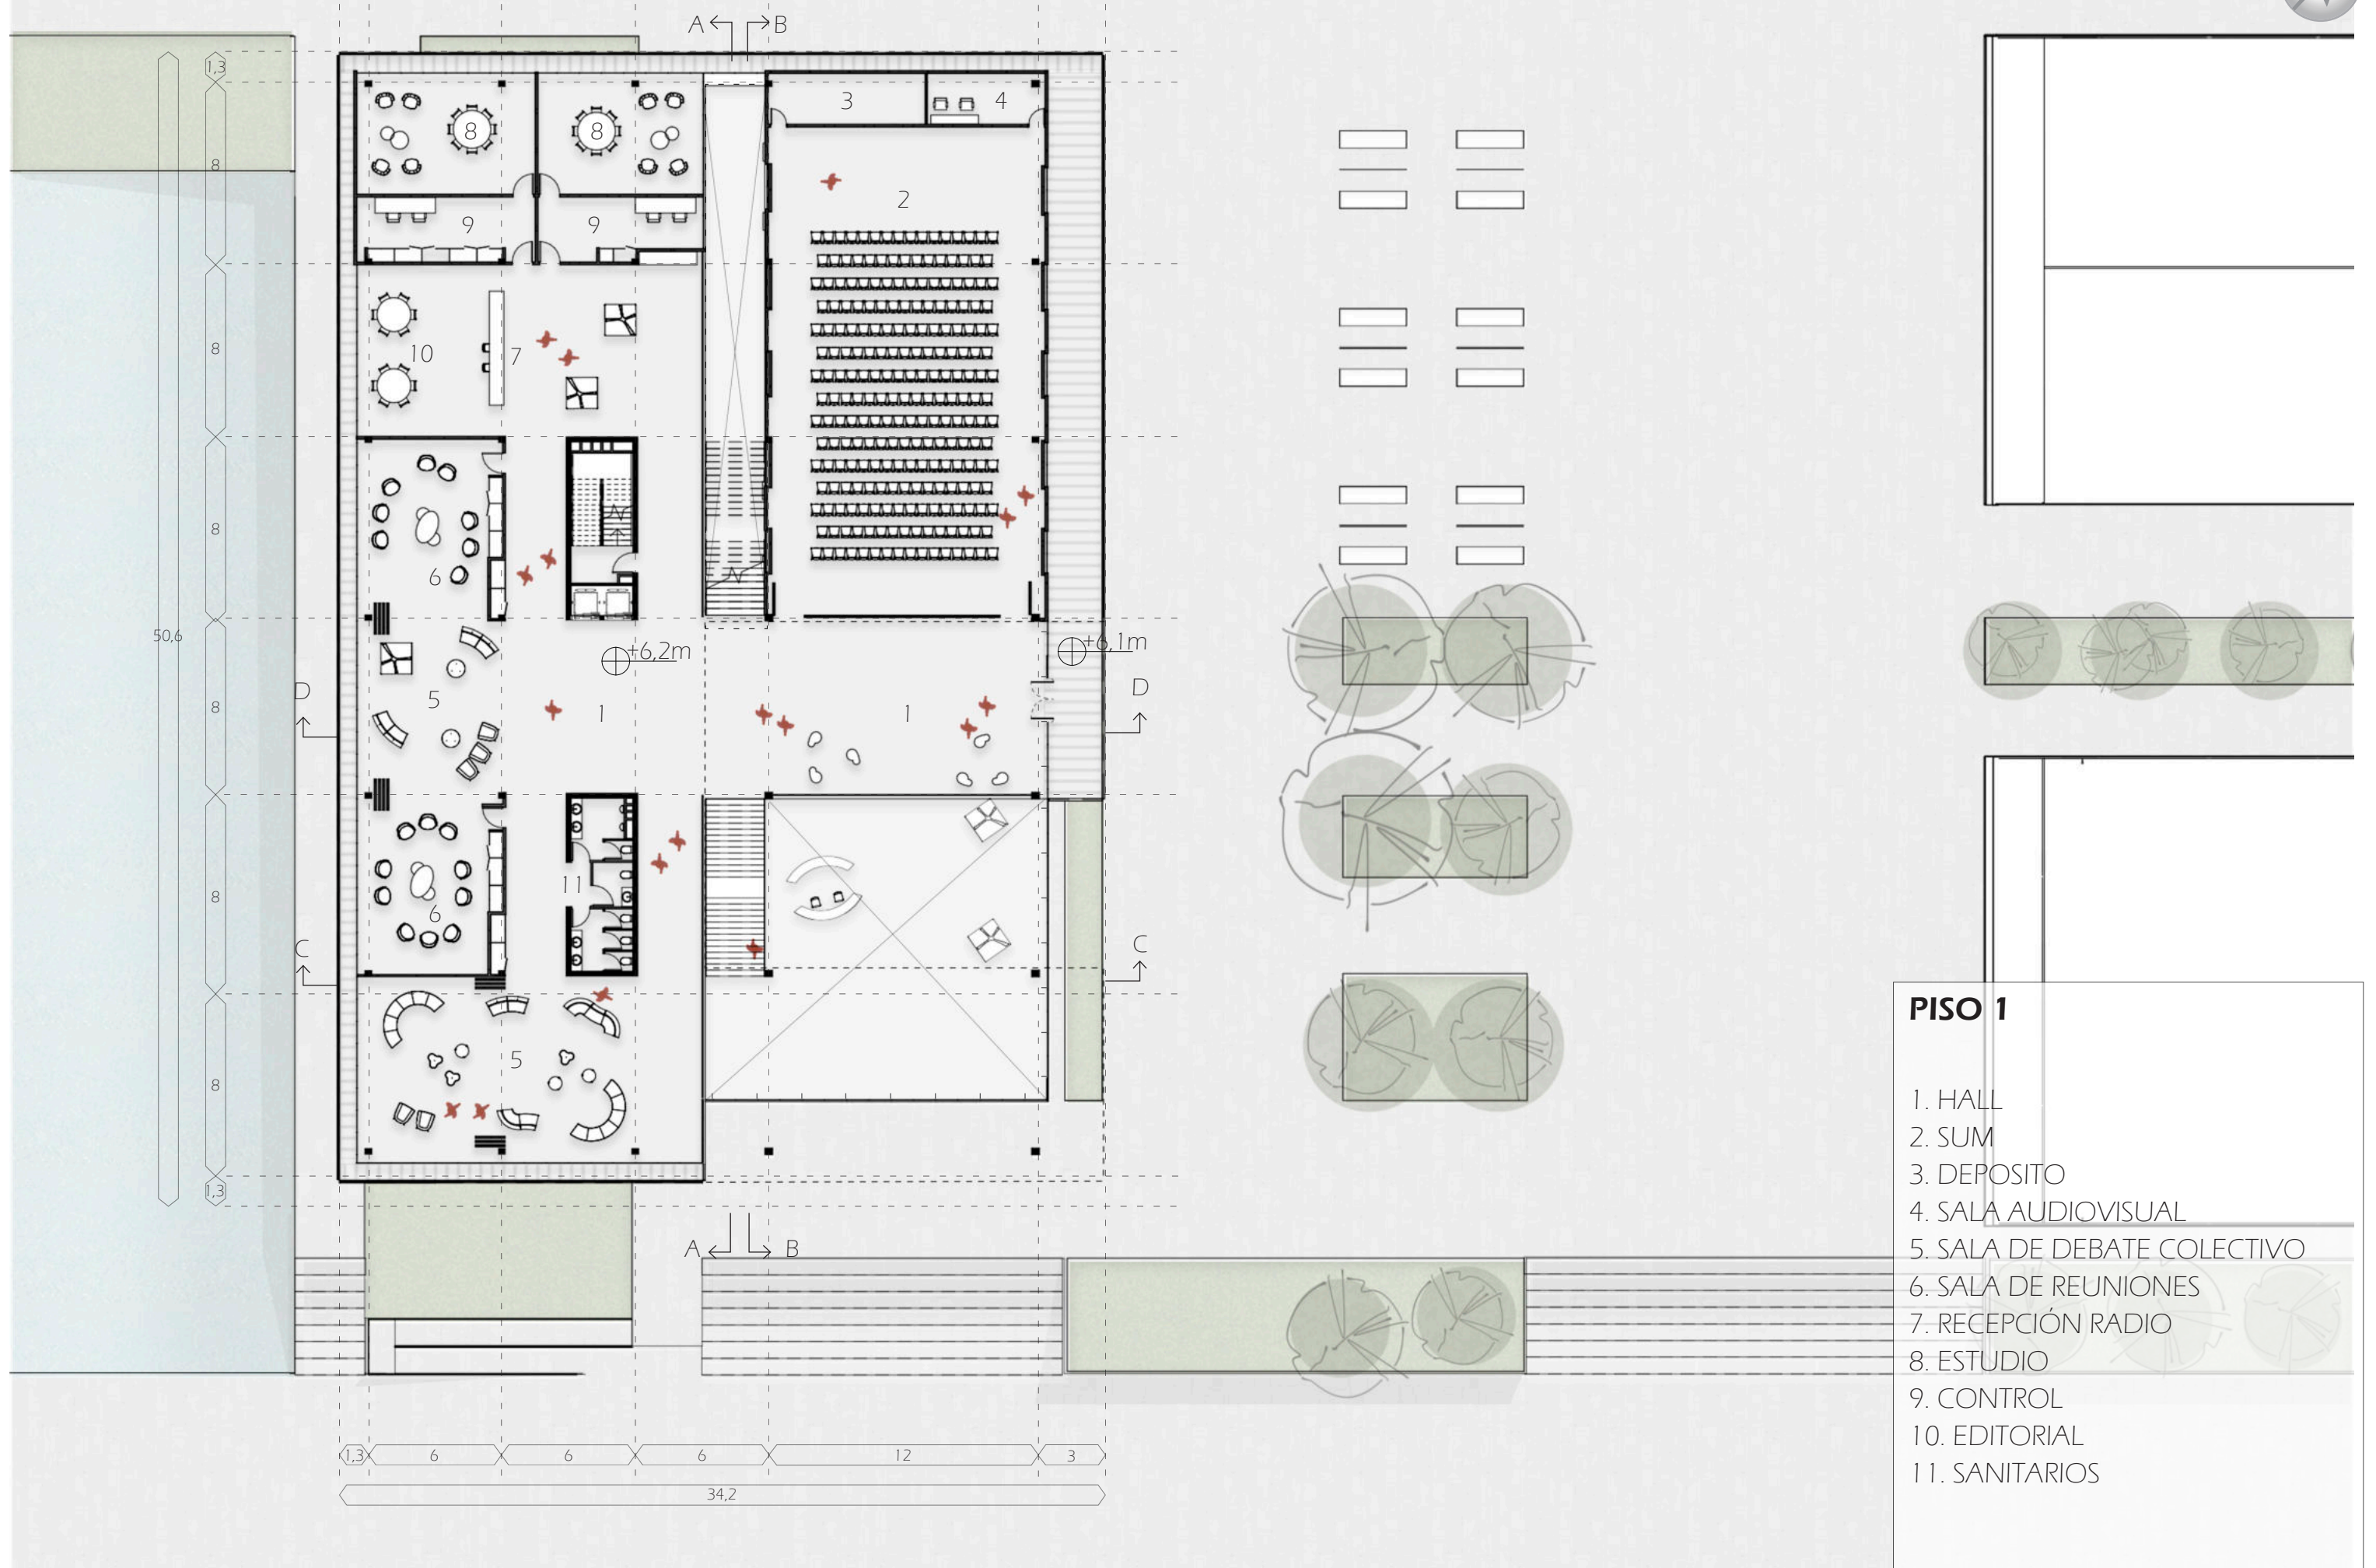 A B
1,3
3
4
8
8
8
2
9
9
8
10
7
8
6
50,6
+6,2m
+6,1m
D
D
5
8
1
1
11
8
6
C
C
5
8
1,3
A
B
1,3 6 6 6 12 3
34,2
PISO 1
1. HALL
2. SUM
3. DEPOSITO
4. SALA AUDIOVISUAL
5. SALA DE DEBATE COLECTIVO
6. SALA DE REUNIONES
7. RECEPCIÓN RADIO
8. ESTUDIO
9. CONTROL
10. EDITORIAL
11. SANITARIOS